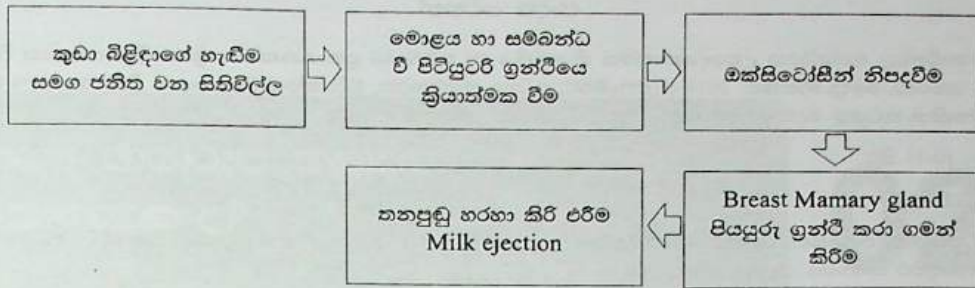 කුඩා බිළිඳාගේ හැඬීම
සමග ජනිත වන සිතිවිල්ල
මොළය හා සම්බන්ධ
වී පිටියුටරි ග්‍රන්ථියෙ
ක්‍රියාත්මක වීම
ඔක්සිටෝසීන් නිපදවීම
Breast Mamary gland
පියයුරු ග්‍රන්ථි කරා ගමන්
කිරීම
තනපුඬු හරහා කිරි එරීම
Milk ejection